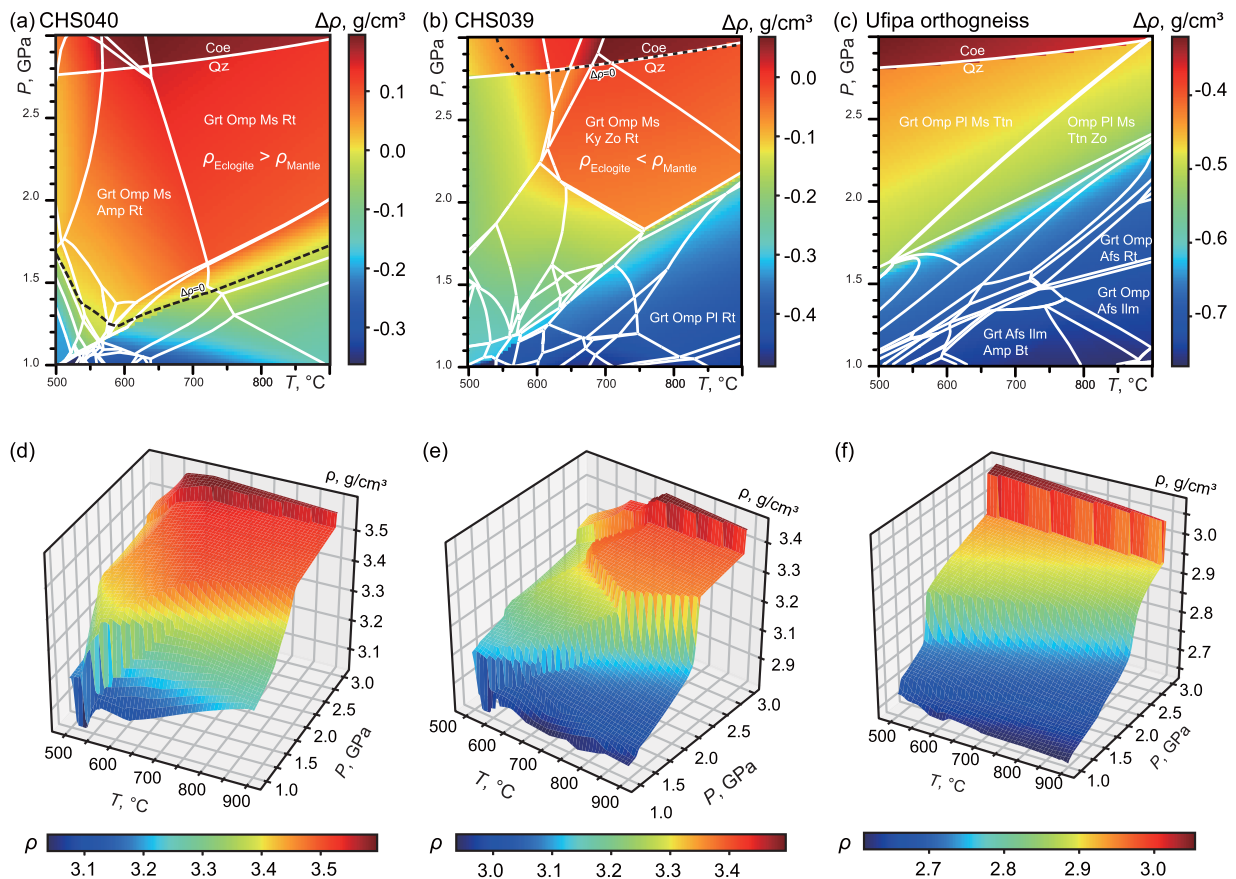 (a) CHS040
Δρ, g/cm³
(b) CHS039
Δρ, g/cm³
(c) Ufipa orthogneiss
Δρ, g/cm³
P, GPa
2.5
2.0
1.5
1.0
500
600
700
800
T, °C
Coe
Qz
Grt Omp Ms Rt
ρEclogite > ρMantle
Grt Omp Ms
Amp Rt
Δρ=0
0.1
0.0
-0.1
-0.2
-0.3
P, GPa
2.5
2.0
1.5
1.0
500
600
700
800
T, °C
Coe
Qz
Δρ=0
Grt Omp Ms
Ky Zo Rt
ρEclogite < ρMantle
Grt Omp Pl Rt
0.0
-0.1
-0.2
-0.3
-0.4
P, GPa
2.5
2.0
1.5
1.0
500
600
700
800
T, °C
Coe
Qz
Grt Omp Pl Ms Ttn
Omp Pl Ms
Ttn Zo
Grt Omp
Afs Rt
Grt Omp
Afs Ilm
Grt Afs Ilm
Amp Bt
-0.4
-0.5
-0.6
-0.7
(d)
ρ, g/cm³
3.5
3.4
3.3
3.2
3.1
3.0
2.5
2.0
1.5
1.0
P, GPa
500
600
700
800
900
T, °C
ρ
3.1
3.2
3.3
3.4
3.5
(e)
ρ, g/cm³
3.4
3.3
3.2
3.1
2.9
3.0
2.5
2.0
1.5
1.0
P, GPa
500
600
700
800
900
T, °C
ρ
3.0
3.1
3.2
3.3
3.4
(f)
ρ, g/cm³
3.0
2.9
2.8
2.7
3.0
2.5
2.0
1.5
1.0
P, GPa
500
600
700
800
900
T, °C
ρ
2.7
2.8
2.9
3.0